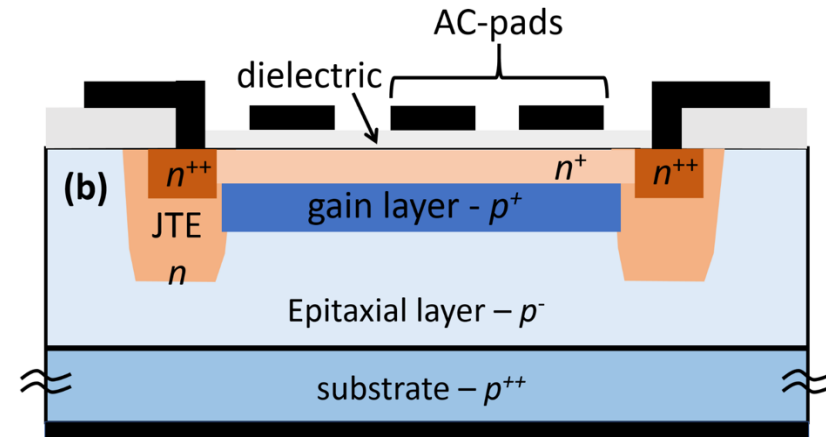 AC-pads
dielectric
n⁺⁺
n⁺
n⁺⁺
(b)
gain layer - p⁺
JTE
n
Epitaxial layer – p⁻
substrate – p⁺⁺